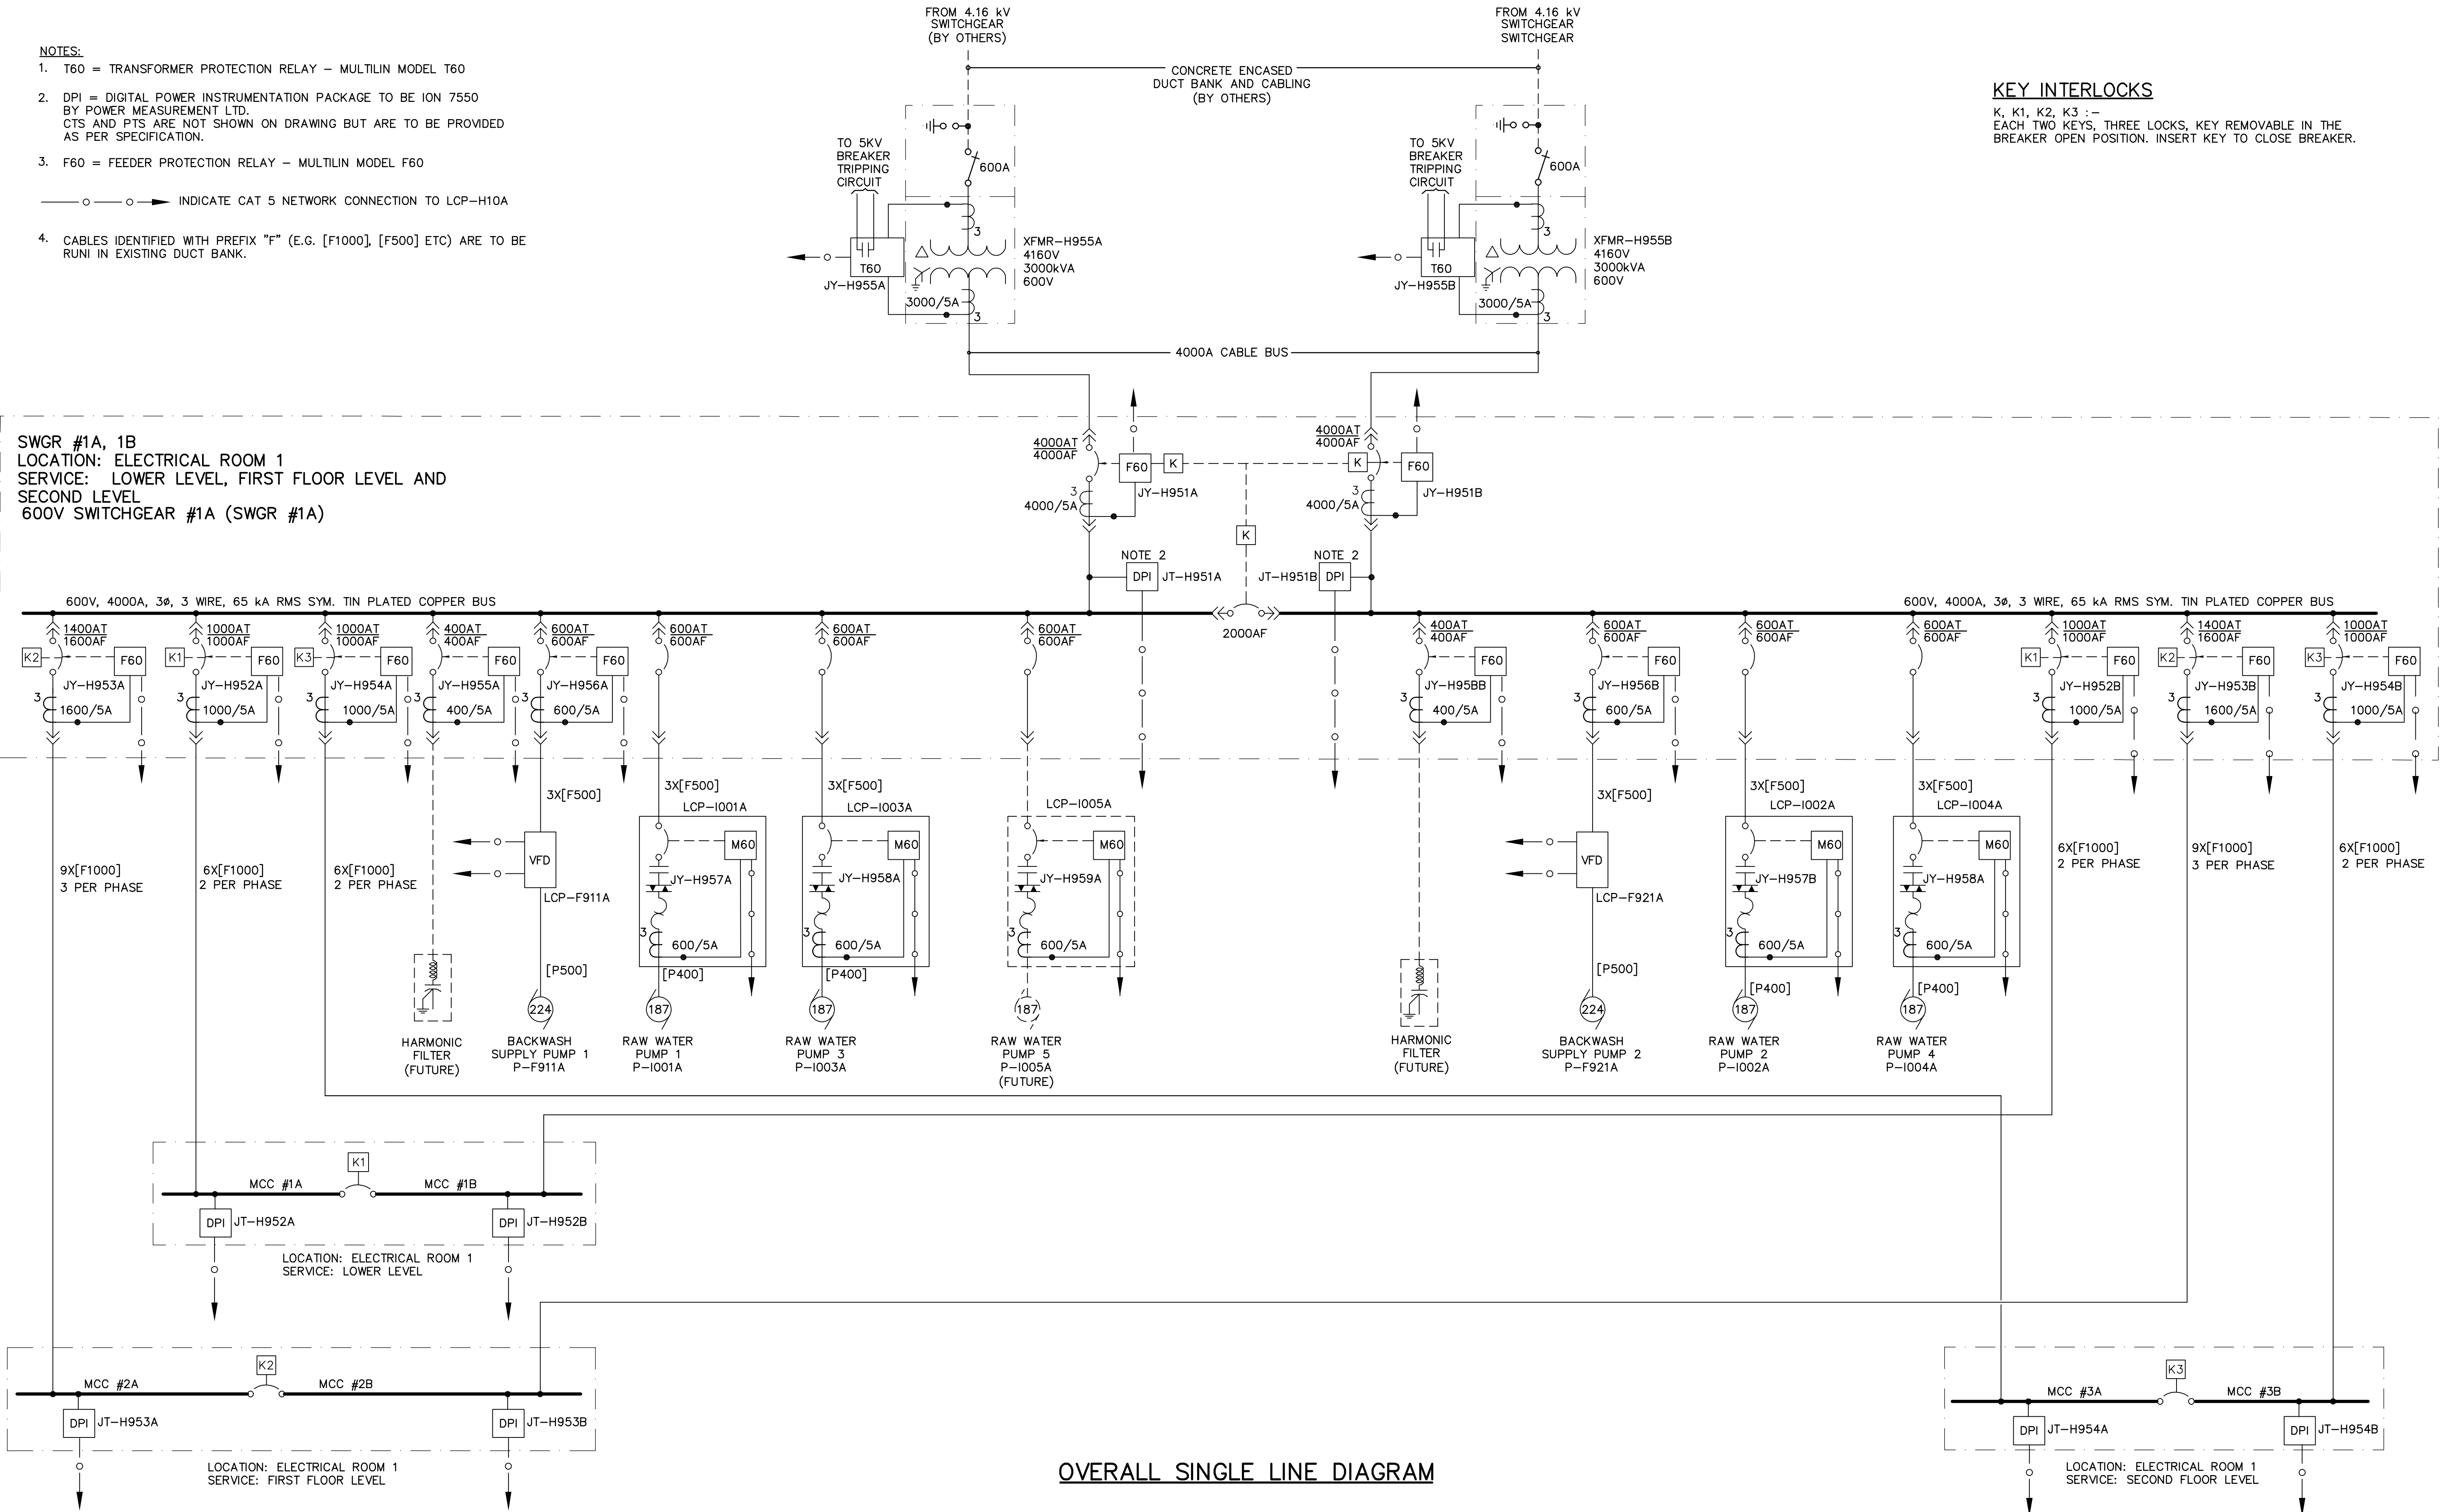 FROM 4.16 kV
SWITCHGEAR
(BY OTHERS)
FROM 4.16 kV
SWITCHGEAR
SWITCHGEAR
NOTES:
1. T60 = TRANSFORMER PROTECTION RELAY – MULTILIN MODEL T60
2. DPI = DIGITAL POWER INSTRUMENTATION PACKAGE TO BE ION 7550
BY POWER MEASUREMENT LTD.
CTS AND PTS ARE NOT SHOWN ON DRAWING BUT ARE TO BE PROVIDED
AS PER SPECIFICATION.
3. F60 = FEEDER PROTECTION RELAY – MULTILIN MODEL F60
INDICATE CAT 5 NETWORK CONNECTION TO LCP–H10A
4. CABLES IDENTIFIED WITH PREFIX "F" (E.G. [F1000], [F500] ETC) ARE TO BE
RUNI IN EXISTING DUCT BANK.
CONCRETE ENCASED
DUCT BANK AND CABLING
(BY OTHERS)
KEY INTERLOCKS
K, K1, K2, K3 :–
EACH TWO KEYS, THREE LOCKS, KEY REMOVABLE IN THE
BREAKER OPEN POSITION. INSERT KEY TO CLOSE BREAKER.
TO 5KV
BREAKER
TRIPPING
CIRCUIT
600A
3
T60
JY–H955A
XFMR–H955A
4160V
3000kVA
600V
3000/5A
3
TO 5KV
BREAKER
TRIPPING
CIRCUIT
600A
3
T60
JY–H955B
XFMR–H955B
4160V
3000kVA
600V
3000/5A
3
4000A CABLE BUS
SWGR #1A, 1B
LOCATION: ELECTRICAL ROOM 1
SERVICE: LOWER LEVEL, FIRST FLOOR LEVEL AND
SECOND LEVEL
600V SWITCHGEAR #1A (SWGR #1A)
4000AT
4000AF
F60
K
JY–H951A
3
4000/5A
K
4000AT
4000AF
K
F60
JY–H951B
3
4000/5A
NOTE 2
DPI
JT–H951A
NOTE 2
JT–H951B
DPI
600V, 4000A, 3ø, 3 WIRE, 65 kA RMS SYM. TIN PLATED COPPER BUS
2000AF
600V, 4000A, 3ø, 3 WIRE, 65 kA RMS SYM. TIN PLATED COPPER BUS
1400AT
1600AF
K2
F60
JY–H953A
3
1600/5A
1000AT
1000AF
K1
F60
JY–H952A
3
1000/5A
1000AT
1000AF
K3
F60
JY–H954A
3
1000/5A
400AT
400AF
F60
JY–H955A
3
400/5A
600AT
600AF
F60
JY–H956A
3
600/5A
600AT
600AF
600AT
600AF
600AT
600AF
400AT
400AF
F60
JY–H95BB
3
400/5A
600AT
600AF
F60
JY–H956B
3
600/5A
600AT
600AF
600AT
600AF
1000AT
1000AF
K1
F60
JY–H952B
3
1000/5A
1400AT
1600AF
K2
F60
JY–H953B
3
1600/5A
1000AT
1000AF
K3
F60
JY–H954B
3
1000/5A
9X[F1000]
3 PER PHASE
6X[F1000]
2 PER PHASE
6X[F1000]
2 PER PHASE
HARMONIC
FILTER
(FUTURE)
3X[F500]
VFD
LCP–F911A
[P500]
224
BACKWASH
SUPPLY PUMP 1
P–F911A
3X[F500]
LCP–I001A
M60
JY–H957A
3
600/5A
[P400]
187
RAW WATER
PUMP 1
P–I001A
3X[F500]
LCP–I003A
M60
JY–H958A
3
600/5A
[P400]
187
RAW WATER
PUMP 3
P–I003A
LCP–I005A
M60
JY–H959A
3
600/5A
187
RAW WATER
PUMP 5
P–I005A
(FUTURE)
HARMONIC
FILTER
(FUTURE)
3X[F500]
VFD
LCP–F921A
[P500]
224
BACKWASH
SUPPLY PUMP 2
P–F921A
3X[F500]
LCP–I002A
M60
JY–H957B
3
600/5A
[P400]
187
RAW WATER
PUMP 2
P–I002A
3X[F500]
LCP–I004A
M60
JY–H958A
3
600/5A
[P400]
187
RAW WATER
PUMP 4
P–I004A
6X[F1000]
2 PER PHASE
9X[F1000]
3 PER PHASE
6X[F1000]
2 PER PHASE
K1
MCC #1A
MCC #1B
DPI
JT–H952A
DPI
JT–H952B
LOCATION: ELECTRICAL ROOM 1
SERVICE: LOWER LEVEL
K2
MCC #2A
MCC #2B
DPI
JT–H953A
DPI
JT–H953B
LOCATION: ELECTRICAL ROOM 1
SERVICE: FIRST FLOOR LEVEL
K3
MCC #3A
MCC #3B
DPI
JT–H954A
DPI
JT–H954B
LOCATION: ELECTRICAL ROOM 1
SERVICE: SECOND FLOOR LEVEL
OVERALL SINGLE LINE DIAGRAM